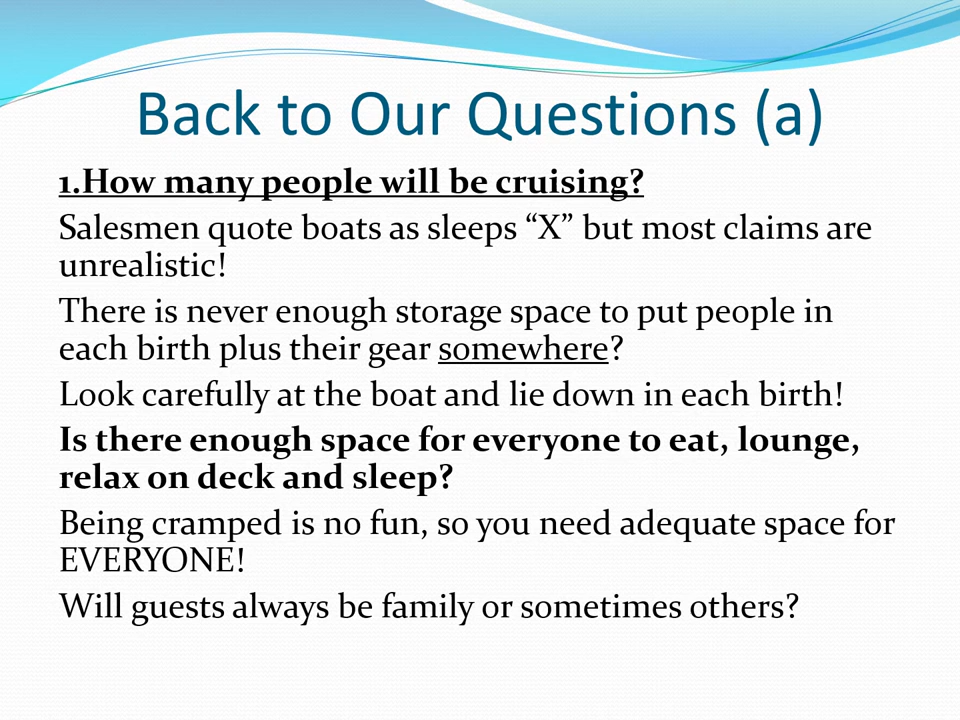 Back to Our Questions (a)
1.How many people will be cruising?
Salesmen quote boats as sleeps “X” but most claims are
unrealistic!
There is never enough storage space to put people in
each birth plus their gear somewhere?
Look carefully at the boat and lie down in each birth!
Is there enough space for everyone to eat, lounge,
relax on deck and sleep?
Being cramped is no fun, so you need adequate space for
EVERYONE!
Will guests always be family or sometimes others?